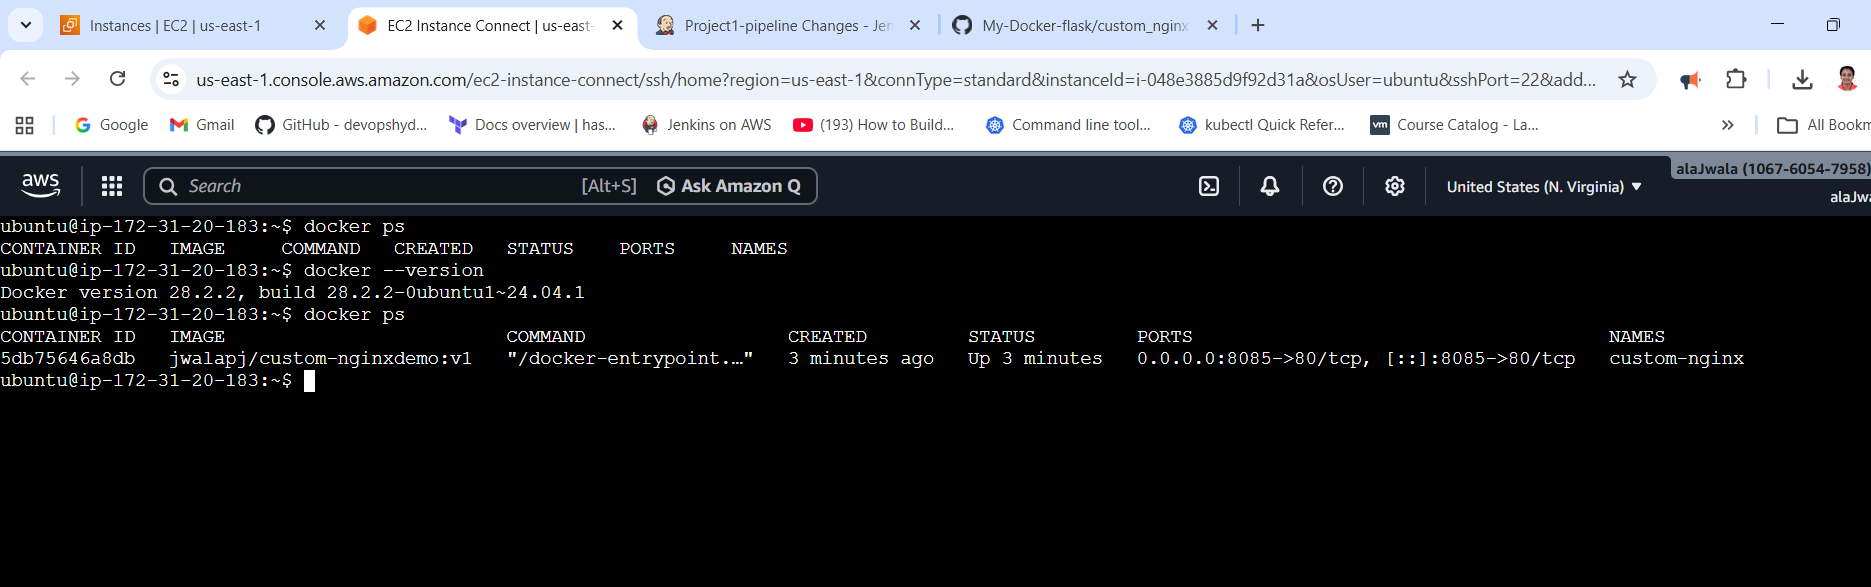 Instances | EC2 | us-east-1
EC2 Instance Connect | us-east-
Project1-pipeline Changes - Jen
My-Docker-flask/custom_nginx
us-east-1.console.aws.amazon.com/ec2-instance-connect/ssh/home?region=us-east-1&connType=standard&instanceId=i-048e3885d9f92d31a&osUser=ubuntu&sshPort=22&add...
Google
Gmail
GitHub - devopshyd...
Docs overview | has...
Jenkins on AWS
(193) How to Build...
Command line tool...
kubectl Quick Refer...
vm
Course Catalog - La...
All Bookm
aws
Search
[Alt+S]
Ask Amazon Q
United States (N. Virginia)
alaJwala (1067-6054-7958)
alaJwa
ubuntu@ip-172-31-20-183:~$ docker ps
CONTAINER ID   IMAGE     COMMAND   CREATED   STATUS    PORTS     NAMES
ubuntu@ip-172-31-20-183:~$ docker --version
Docker version 28.2.2, build 28.2.2-0ubuntu1~24.04.1
ubuntu@ip-172-31-20-183:~$ docker ps
CONTAINER ID   IMAGE                         COMMAND                  CREATED         STATUS         PORTS                                     NAMES
5db75646a8db   jwalapj/custom-nginxdemo:v1   "/docker-entrypoint.…"   3 minutes ago   Up 3 minutes   0.0.0.0:8085->80/tcp, [::]:8085->80/tcp   custom-nginx
ubuntu@ip-172-31-20-183:~$